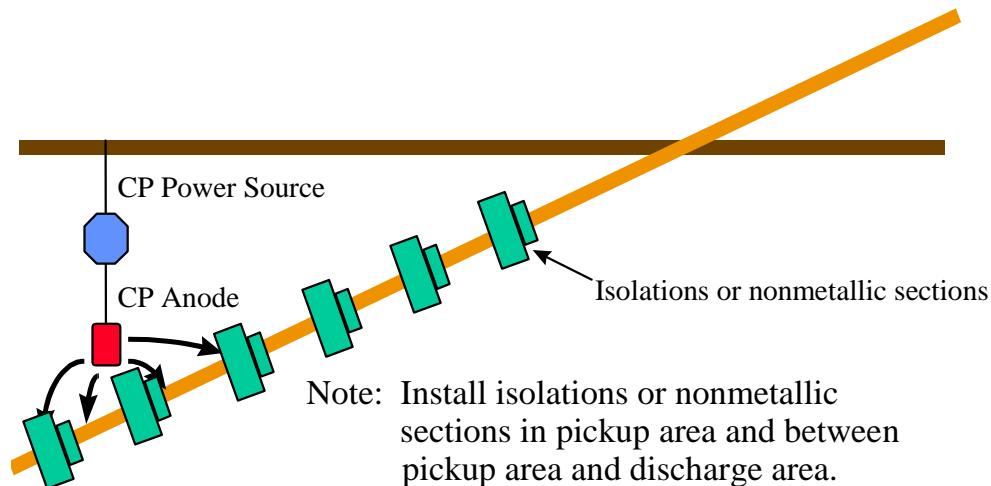 CP Power Source
CP Anode
Isolations or nonmetallic sections
Note: Install isolations or nonmetallic
sections in pickup area and between
pickup area and discharge area.